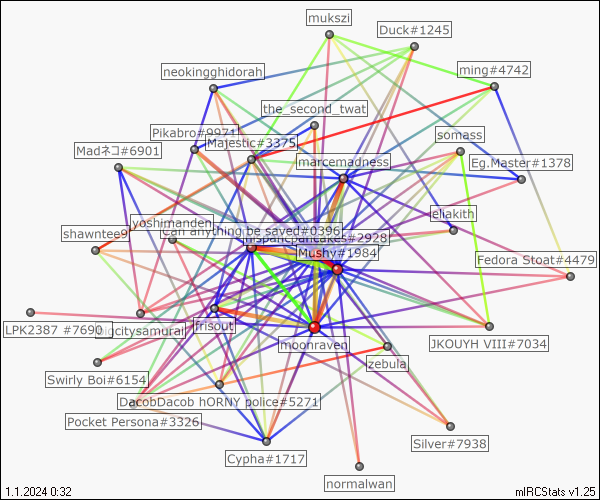 mukszi
Duck#1245
neokingghidorah
ming#4742
the_second_twat
Pikabro#9971
Majestic#3375
somass
Madネコ#6901
marcemadness
Eg.Master#1378
eliakith
yoshimanden
can anything be saved#0396
shawntee9
Mushy#1984
Fedora Stoat#4479
LPK2387 #7690
frisout
moonraven
JKOUYH VIII#7034
zebula
Swirly Boi#6154
DacobDacob hORNY police#5271
Pocket Persona#3326
Silver#7938
Cypha#1717
normalwan
1.1.2024 0:32
mIRCStats v1.25